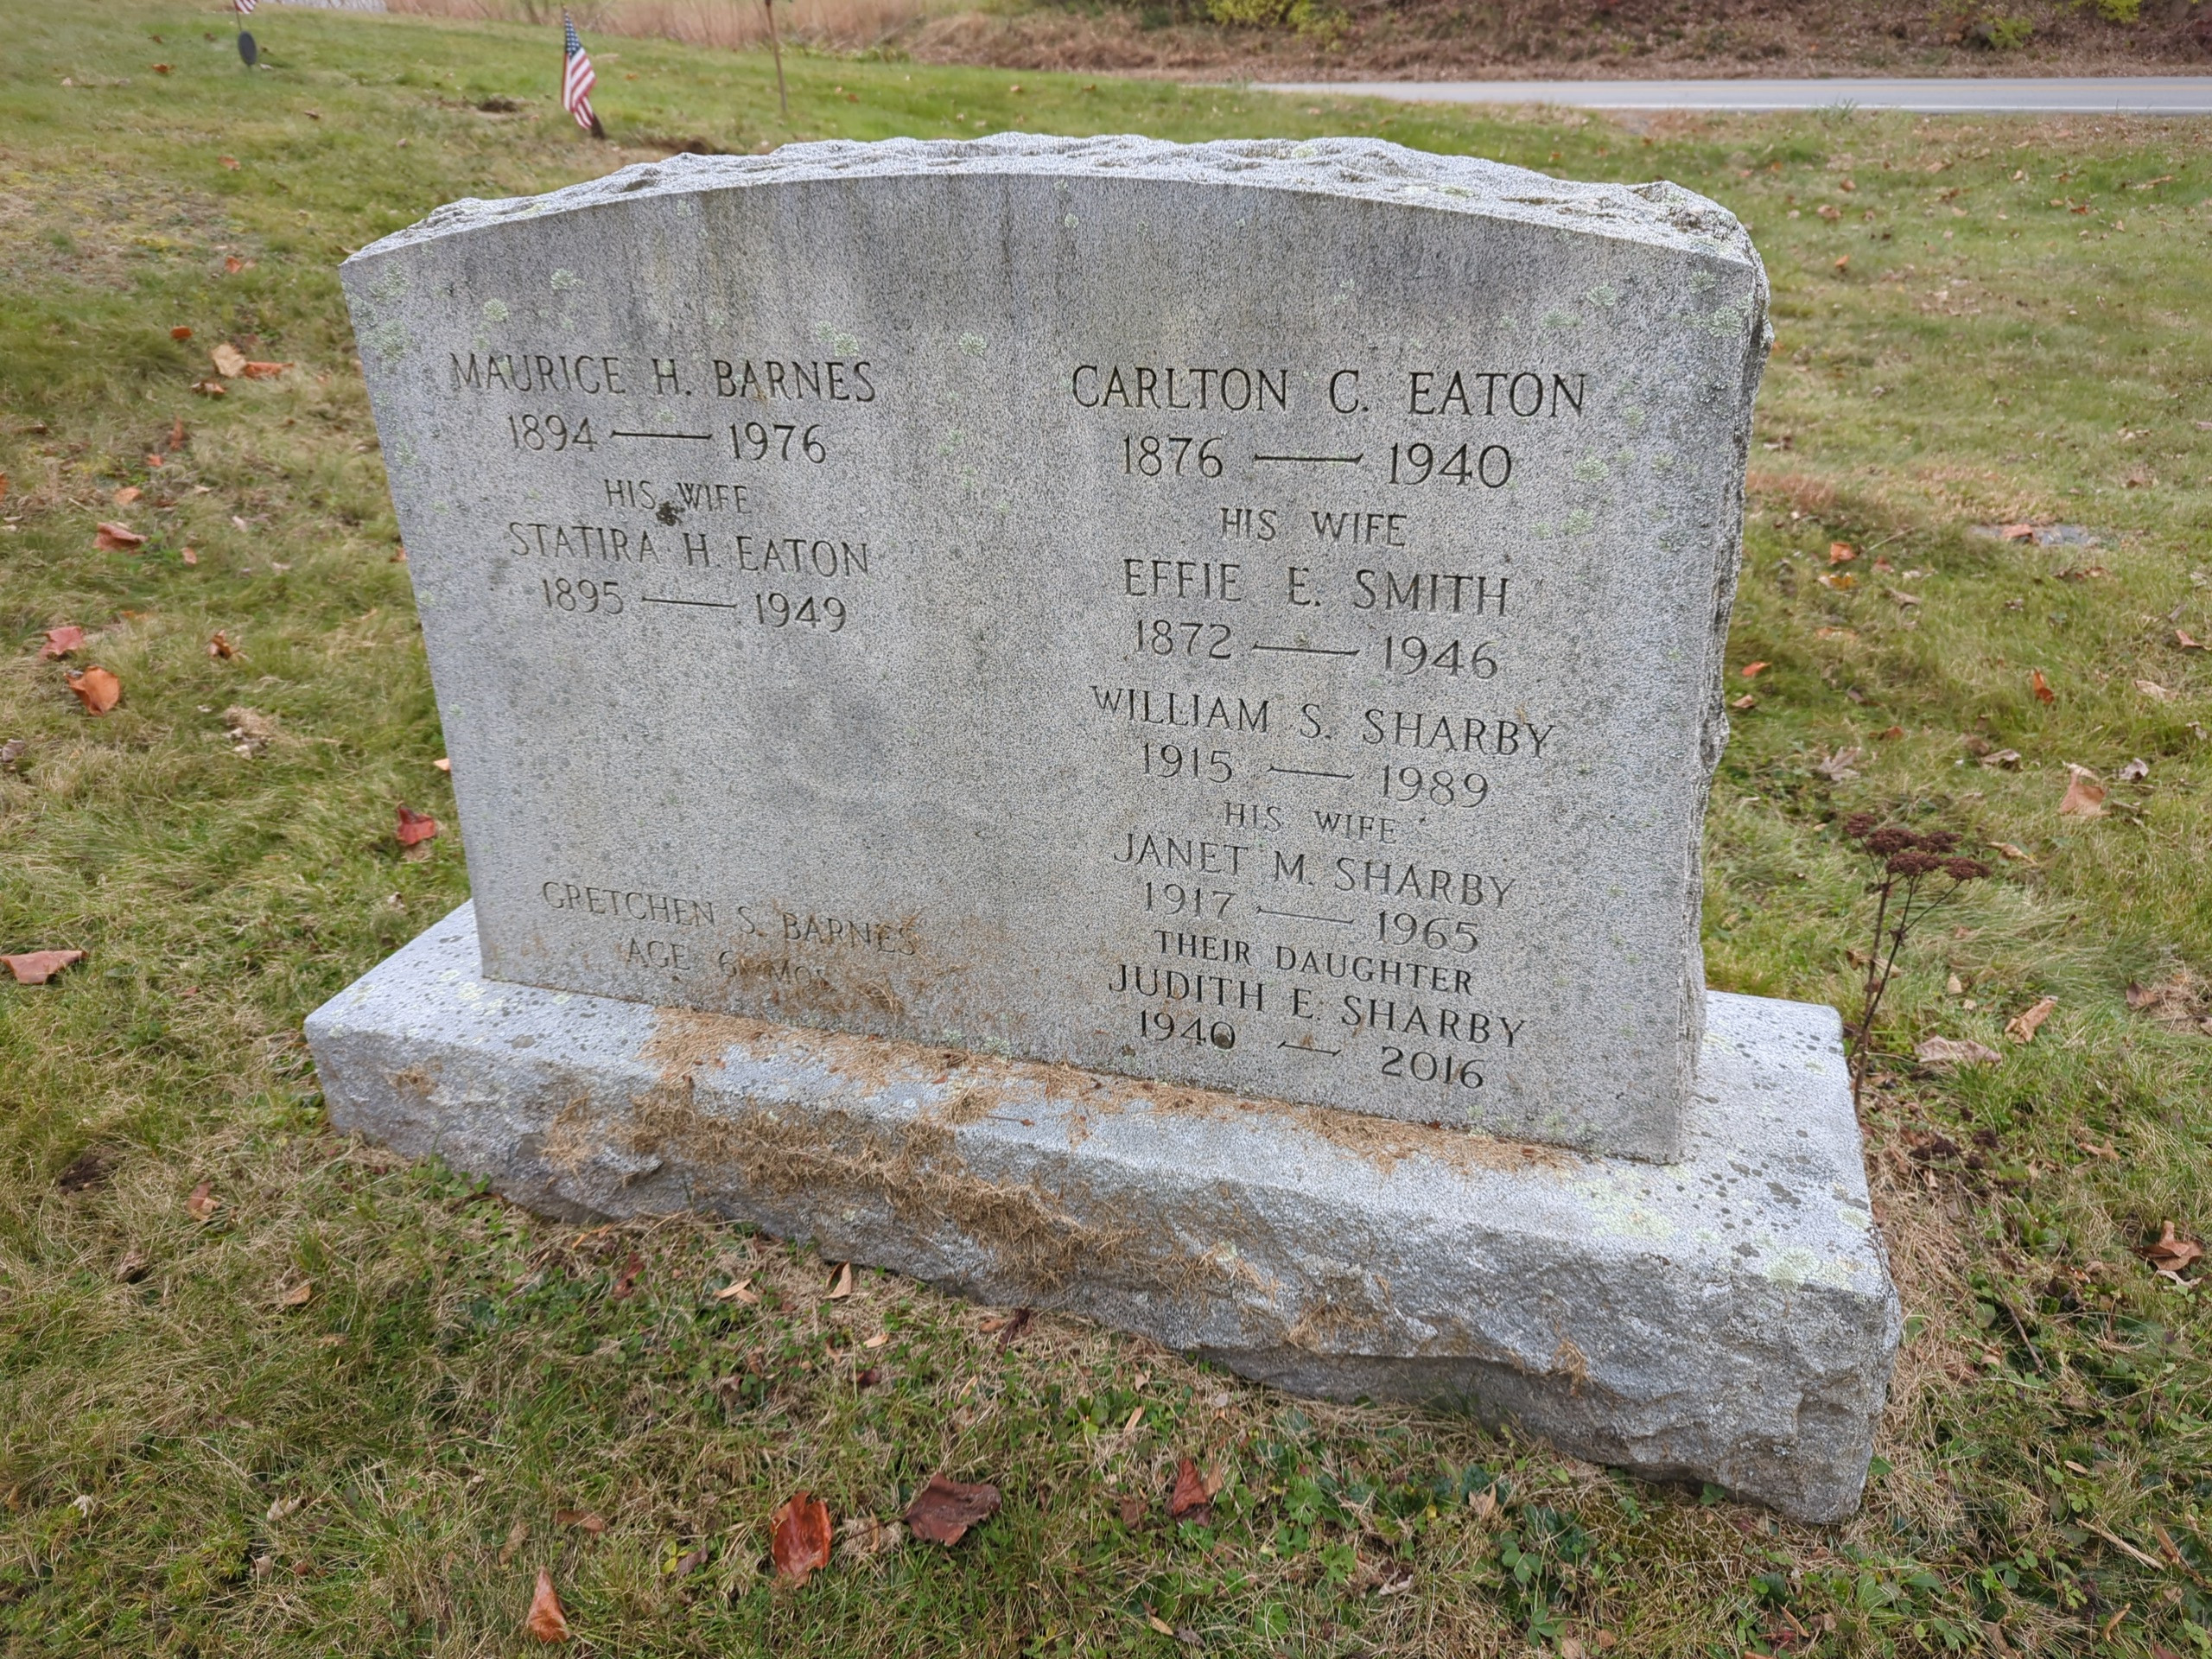 MAURICE H. BARNES
1894 — 1976
HIS WIFE
STATIRA H. EATON
1895 — 1949
GRETCHEN S. BARNES
AGE 6 MOS
CARLTON C. EATON
1876 — 1940
HIS WIFE
EFFIE E. SMITH
1872 — 1946
WILLIAM S. SHARBY
1915 — 1989
HIS WIFE
JANET M. SHARBY
1917 — 1965
THEIR DAUGHTER
JUDITH E. SHARBY
1940 — 2016